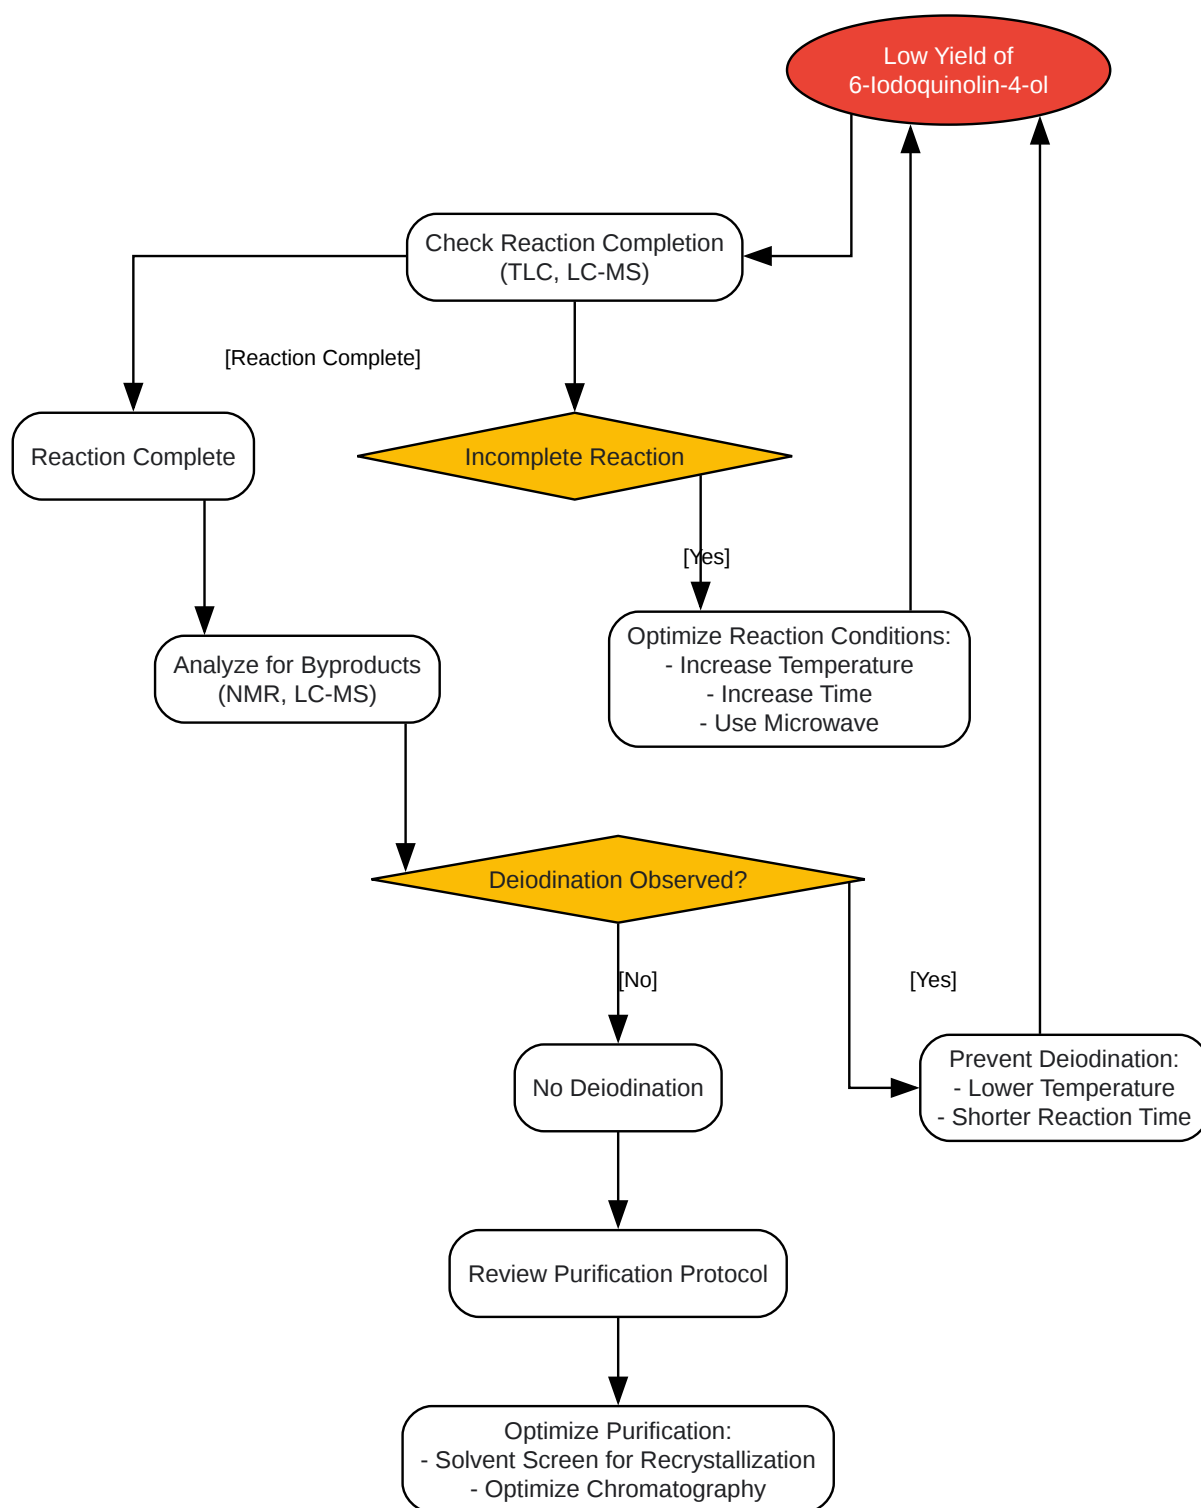 Low Yield of
6-Iodoquinolin-4-ol
Check Reaction Completion
(TLC, LC-MS)
[Reaction Complete]
Reaction Complete
Incomplete Reaction
[Yes]
Optimize Reaction Conditions:
- Increase Temperature
- Increase Time
- Use Microwave
Analyze for Byproducts
(NMR, LC-MS)
Deiodination Observed?
[No]
[Yes]
No Deiodination
Prevent Deiodination:
- Lower Temperature
- Shorter Reaction Time
Review Purification Protocol
Optimize Purification:
- Solvent Screen for Recrystallization
- Optimize Chromatography